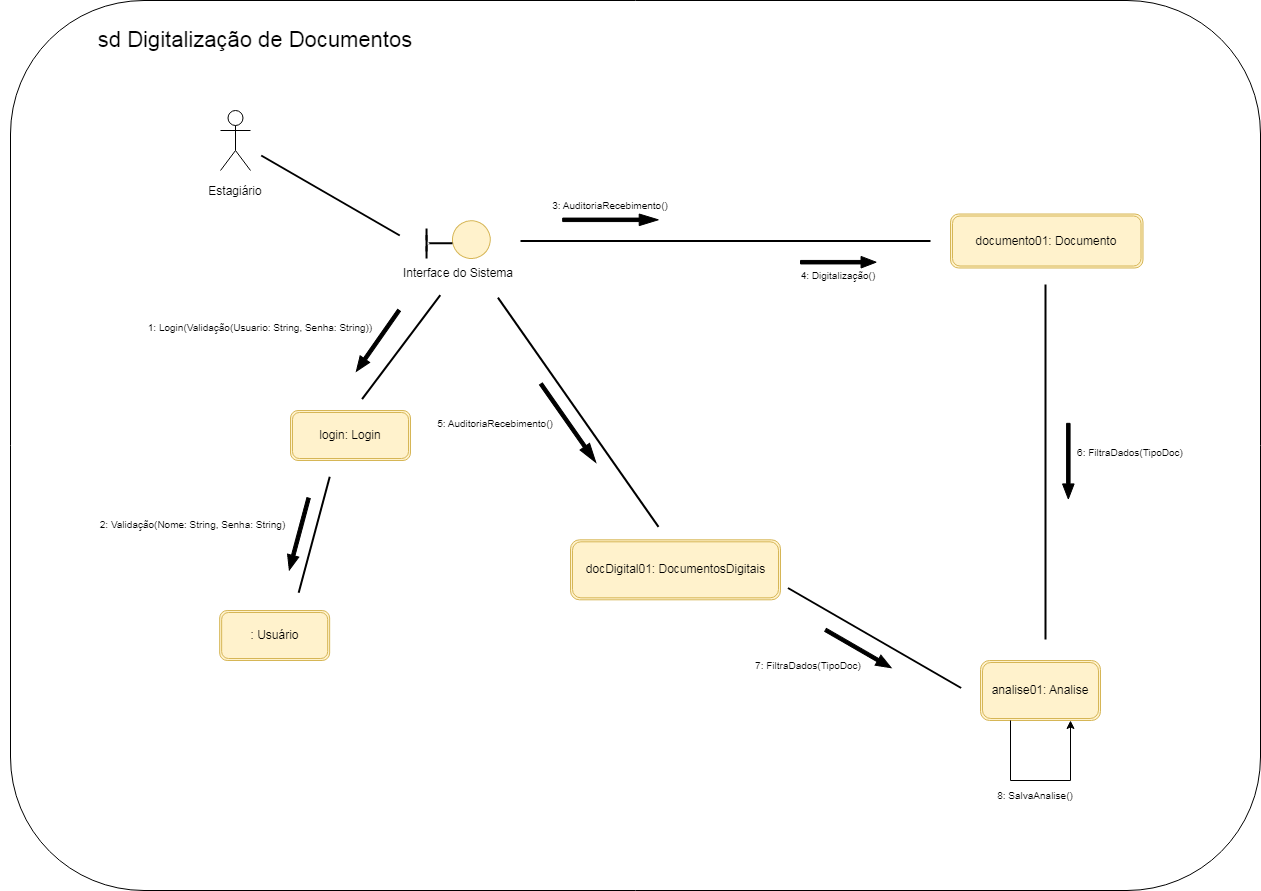 sd Digitalização de Documentos
Estagiário
3: AuditoriaRecebimento()
documento01: Documento
Interface do Sistema
4: Digitalização()
1: Login(Validação(Usuario: String, Senha: String))
5: AuditoriaRecebimento()
login: Login
6: FiltraDados(TipoDoc)
2: Validação(Nome: String, Senha: String)
docDigital01: DocumentosDigitais
: Usuário
7: FiltraDados(TipoDoc)
analise01: Analise
8: SalvaAnalise()